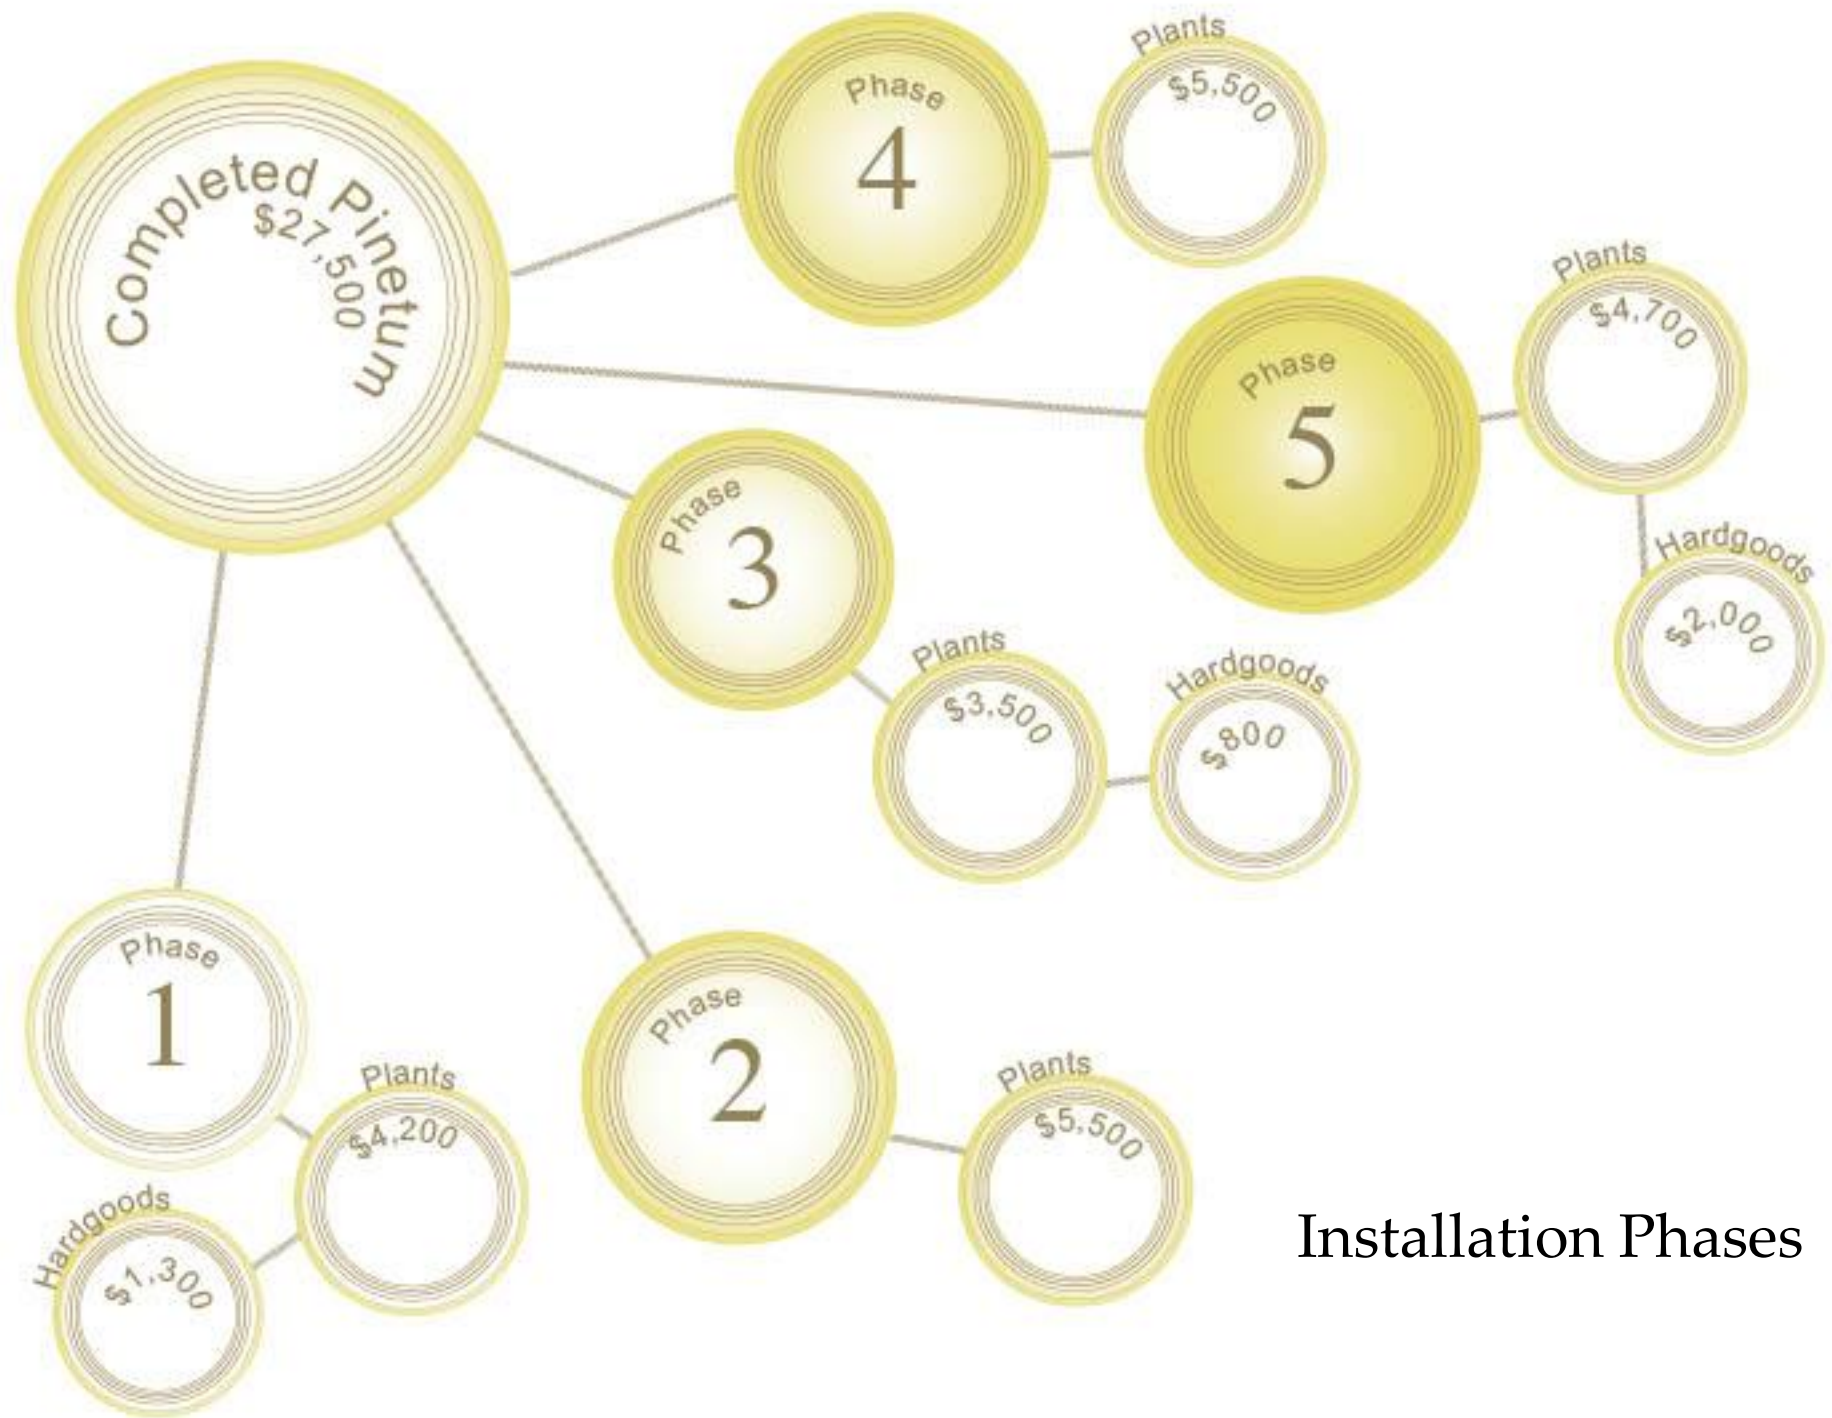 Completed Pinetum
$27,500
Phase
4
Plants
$5,500
Phase
5
Plants
$4,700
Hardgoods
$2,000
Phase
3
Plants
$3,500
Hardgoods
$800
Phase
1
Plants
$4,200
Hardgoods
$1,300
Phase
2
Plants
$5,500
Installation Phases